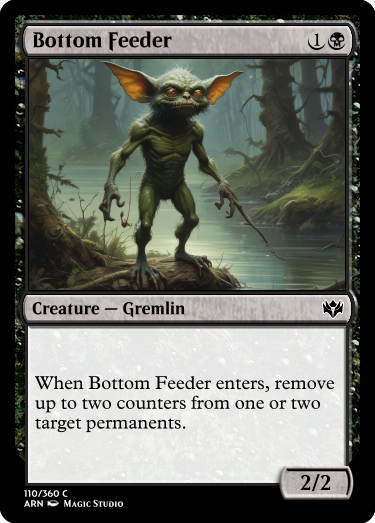 Bottom Feeder 1
Creature — Gremlin
When Bottom Feeder enters, remove
up to two counters from one or two
target permanents.
2/2
110/360 C
ARN Magic Studio